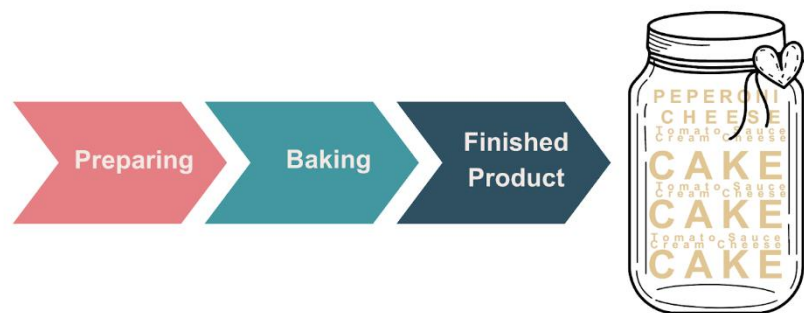 Preparing
Baking
Finished
Product
PEPERONI
CHEESE
Tomato Sauce
Cream Cheese
CAKE
Tomato Sauce
Cream Cheese
CAKE
Tomato Sauce
Cream Cheese
CAKE